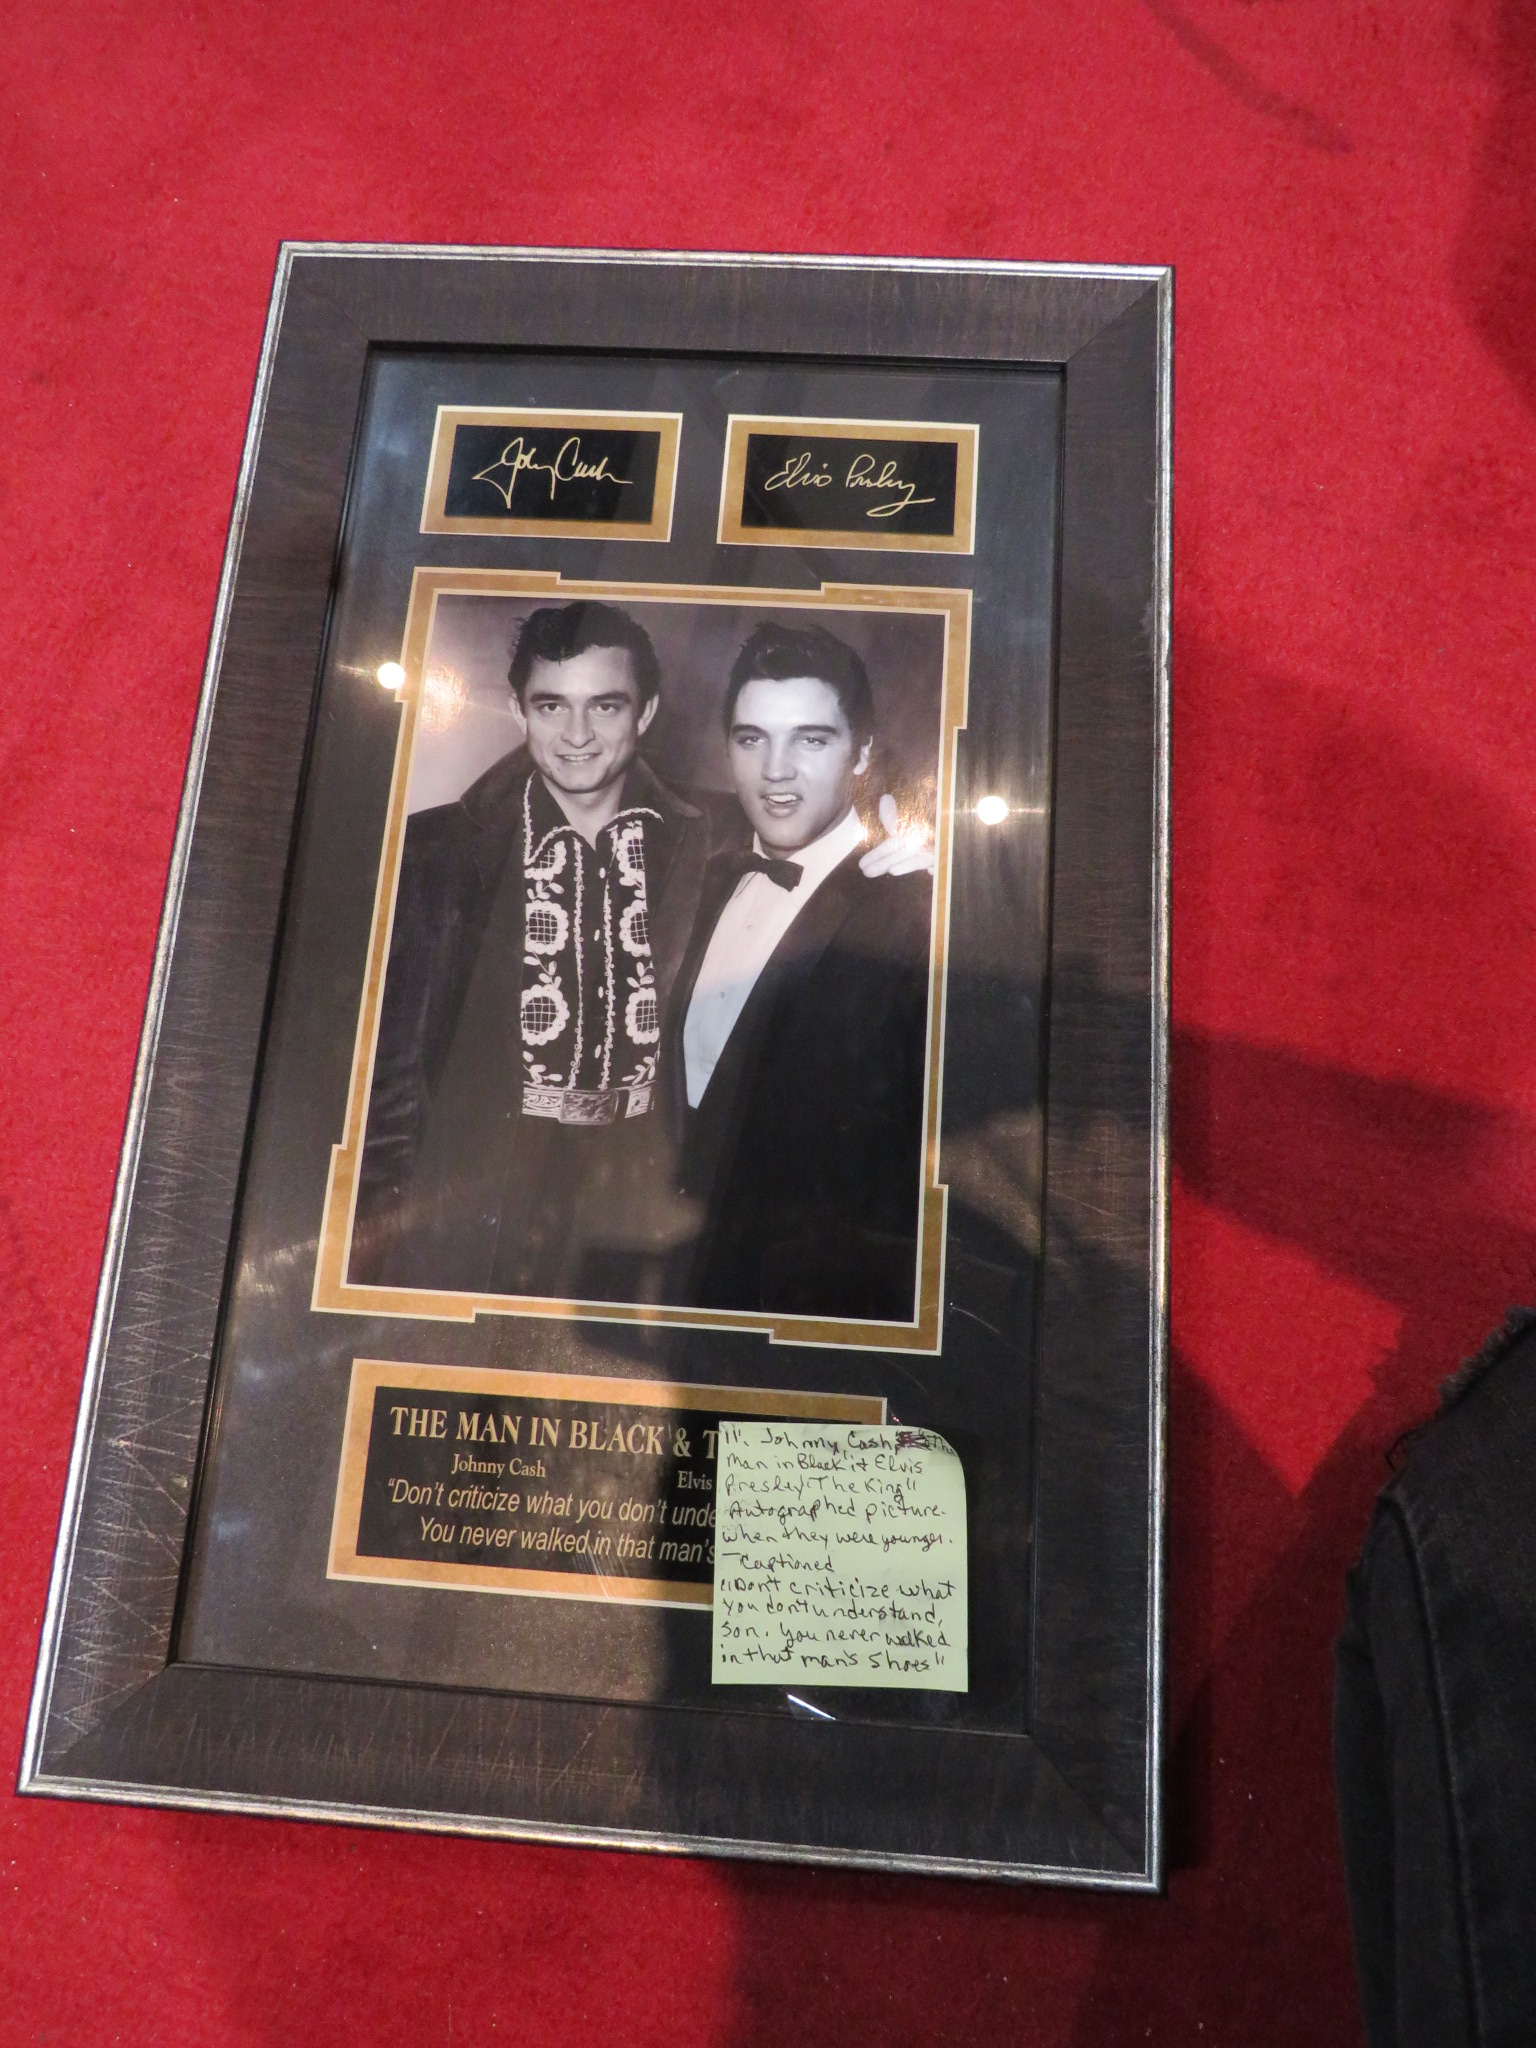 Johnny Cash
Elvis Presley
THE MAN IN BLACK & T
Johnny Cash
Elvis
"Don't criticize what you don't unde
You never walked in that man's
11. Johnny Cash, the
Man in Black" & Elvis
Presley "The King"
Autographed picture.
When they were younger.
- Captioned
"Don't criticize what
you don't understand,
son. You never walked
in that man's shoes"